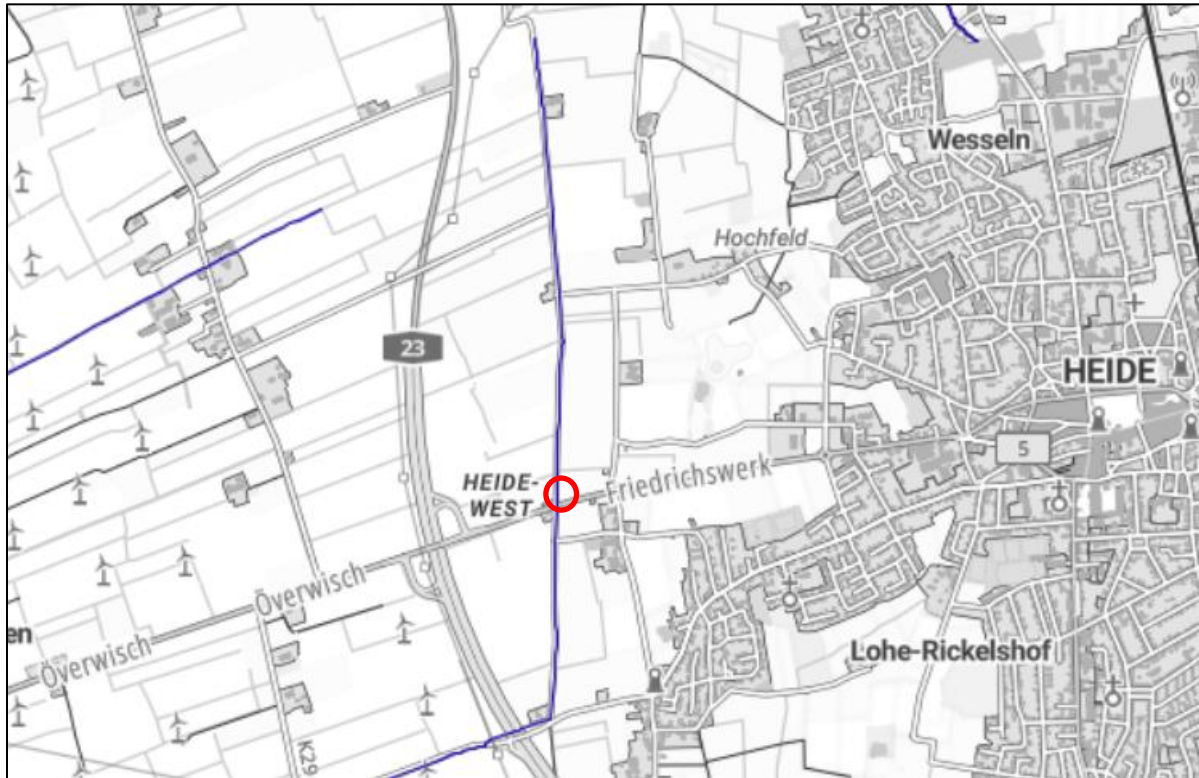 Wesseln
Hochfeld
23
HEIDE
5
HEIDE-
WEST
Friedrichswerk
Överwisch
en
Överwisch
Lohe-Rickelshof
K29